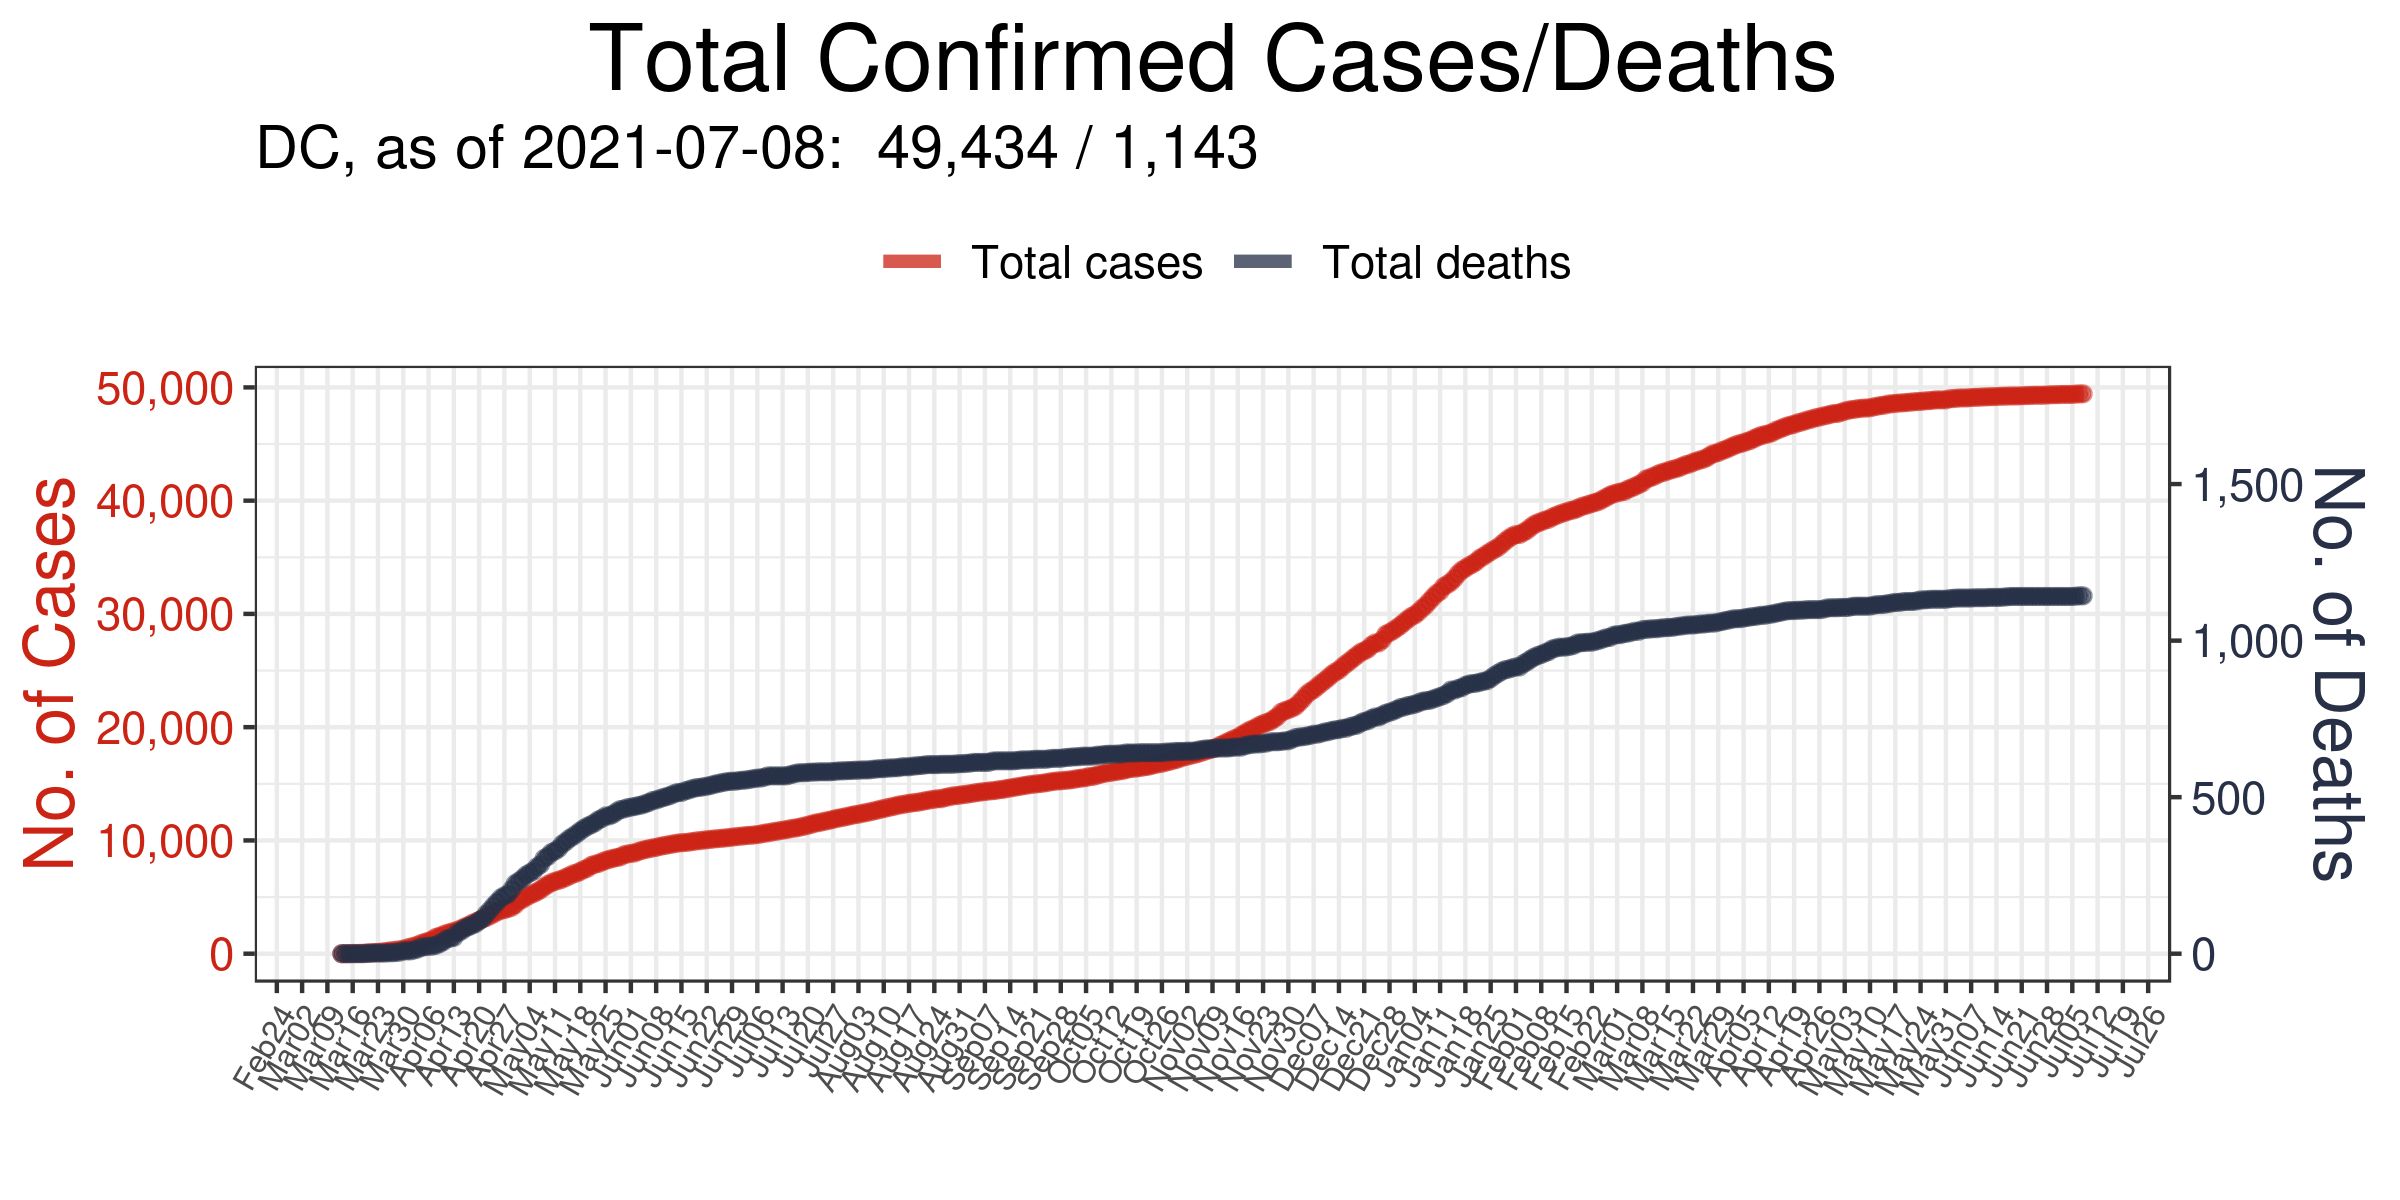 Total Confirmed Cases/Deaths
DC, as of 2021-07-08: 49,434 / 1,143
Total cases
Total deaths
No. of Cases
50,000
40,000
30,000
20,000
10,000
0
1,500
1,000
500
0
No. of Deaths
Feb24
Mar02
Mar09
Mar16
Mar23
Mar30
Apr06
Apr13
Apr20
Apr27
May04
May11
May18
May25
Jun01
Jun08
Jun15
Jun22
Jun29
Jul06
Jul13
Jul20
Jul27
Aug03
Aug10
Aug17
Aug24
Aug31
Sep07
Sep14
Sep21
Sep28
Oct05
Oct12
Oct19
Oct26
Nov02
Nov09
Nov16
Nov23
Nov30
Dec07
Dec14
Dec21
Dec28
Jan04
Jan11
Jan18
Jan25
Feb01
Feb08
Feb15
Feb22
Mar01
Mar08
Mar15
Mar22
Mar29
Apr05
Apr12
Apr19
Apr26
May03
May10
May17
May24
May31
Jun07
Jun14
Jun21
Jun28
Jul05
Jul12
Jul19
Jul26